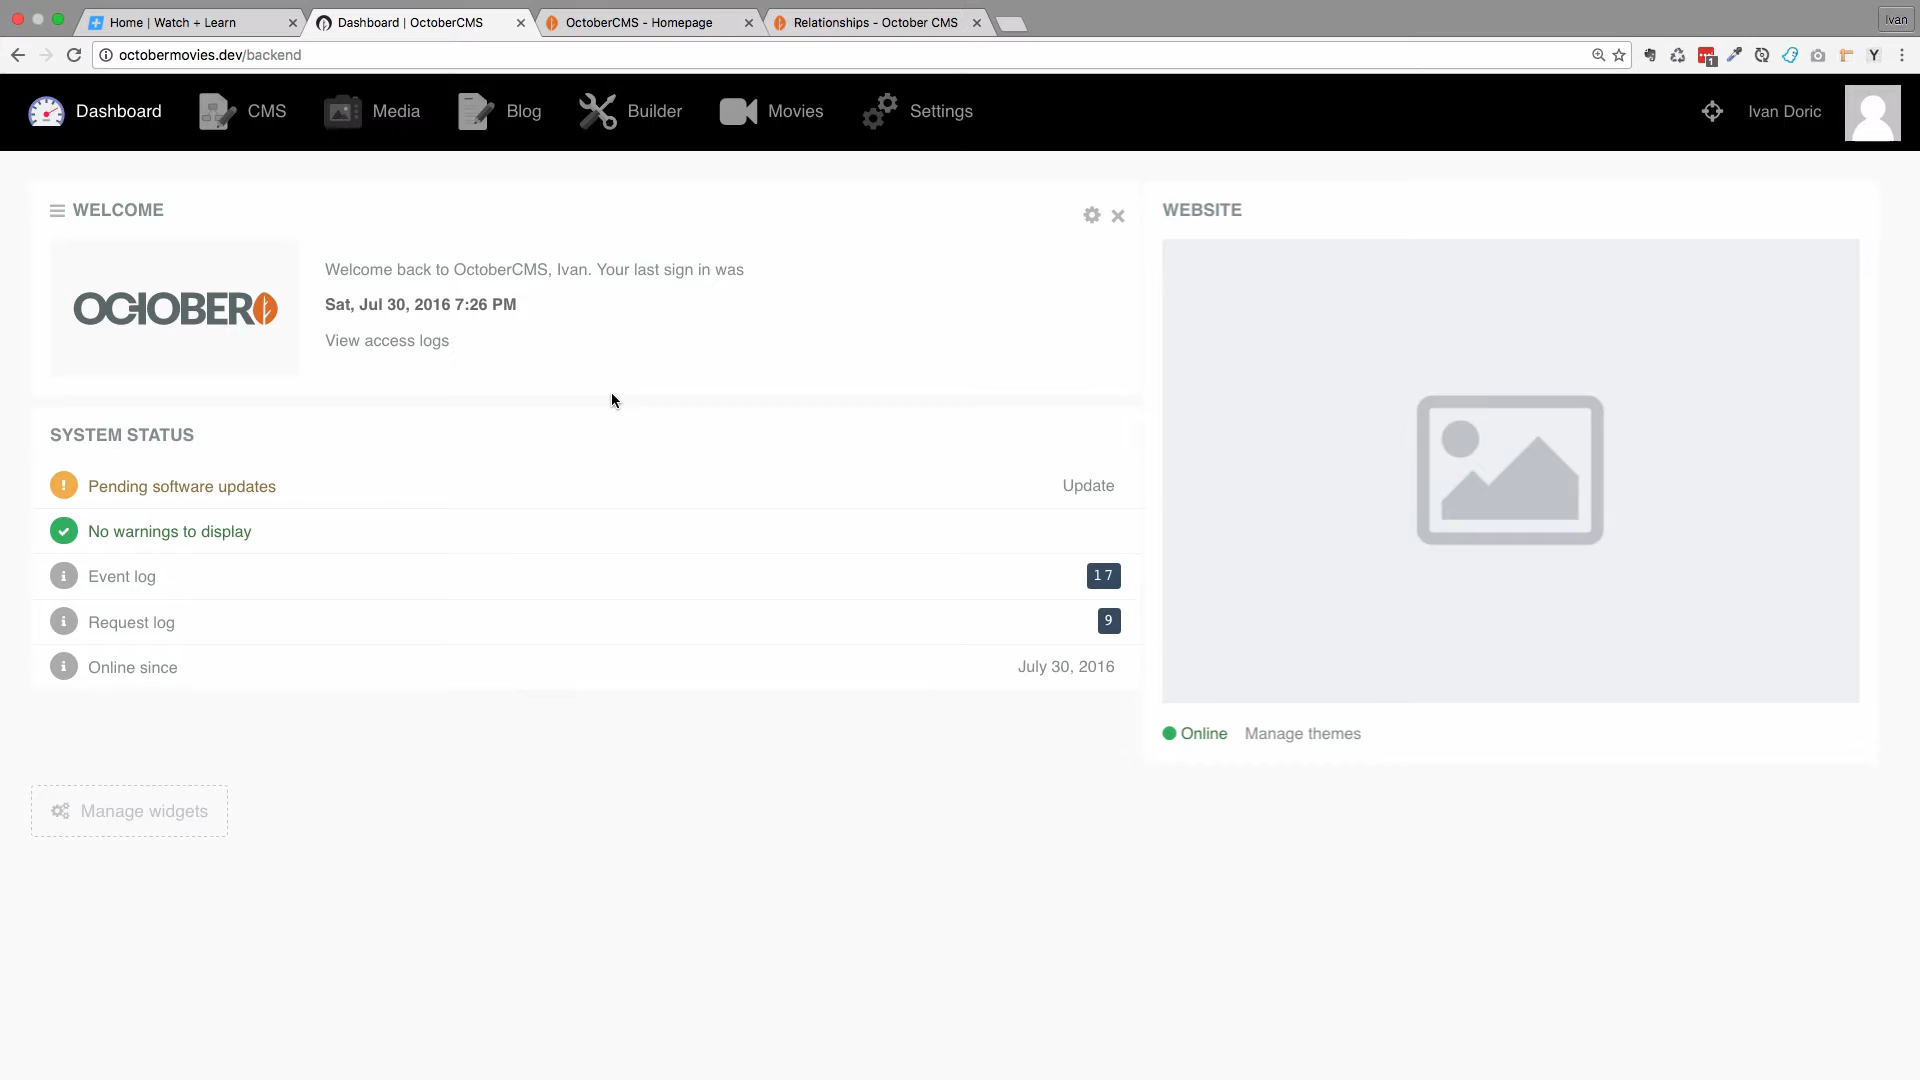 Home | Watch + Learn
Dashboard | OctoberCMS
OctoberCMS - Homepage
Relationships - October CMS
Ivan
octobermovies.dev/backend
1
Y
Dashboard
CMS
Media
Blog
Builder
Movies
Settings
Ivan Doric
WELCOME
OCTOBER
Welcome back to OctoberCMS, Ivan. Your last sign in was
Sat, Jul 30, 2016 7:26 PM
View access logs
WEBSITE
SYSTEM STATUS
Pending software updates
Update
No warnings to display
Event log
17
Request log
9
Online since
July 30, 2016
Online
Manage themes
Manage widgets